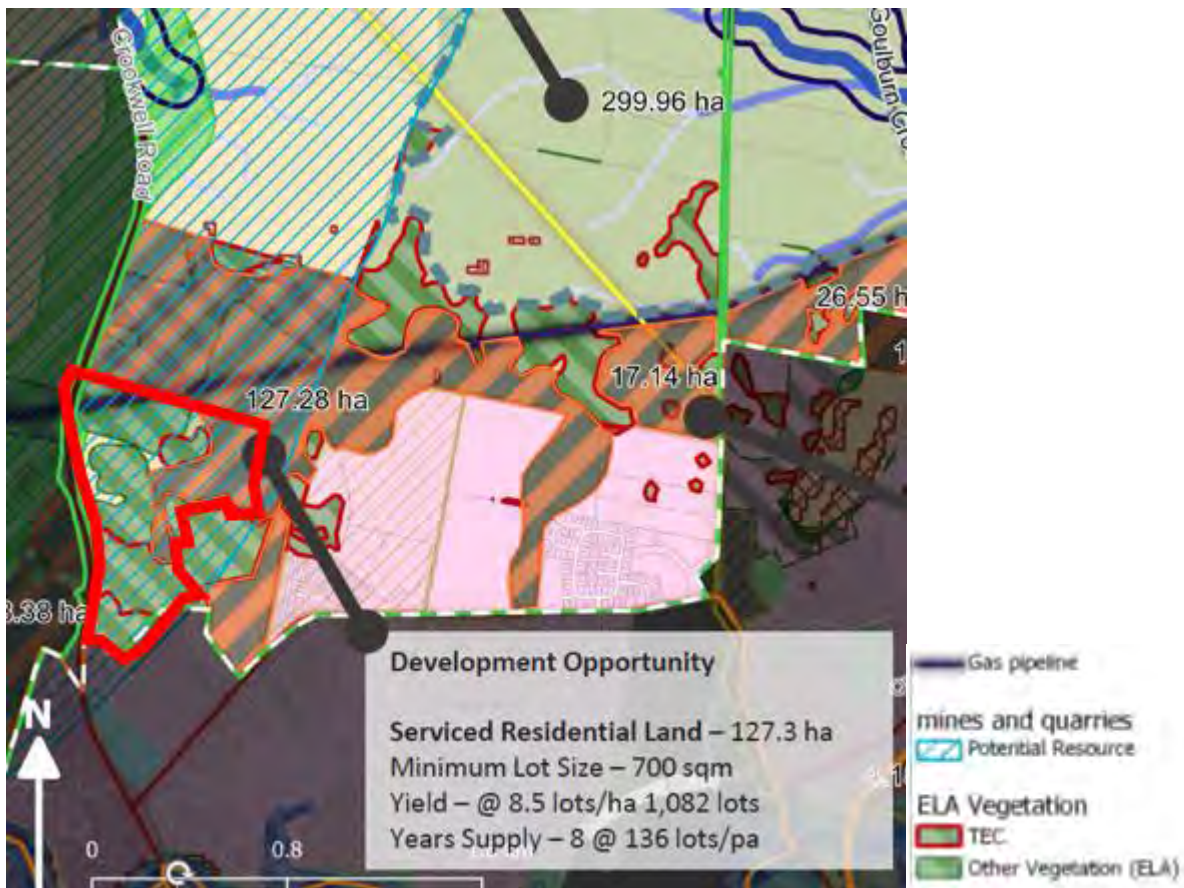 Crookwell Road
299.96 ha
Goulburn
26.55 h
17.14 ha
127.28 ha
.38 ha
Development Opportunity
Serviced Residential Land – 127.3 ha
Minimum Lot Size – 700 sqm
Yield – @ 8.5 lots/ha 1,082 lots
Years Supply – 8 @ 136 lots/pa
N
0
0.8
Gas pipeline
mines and quarries
Potential Resource
ELA Vegetation
TEC
Other Vegetation (ELA)